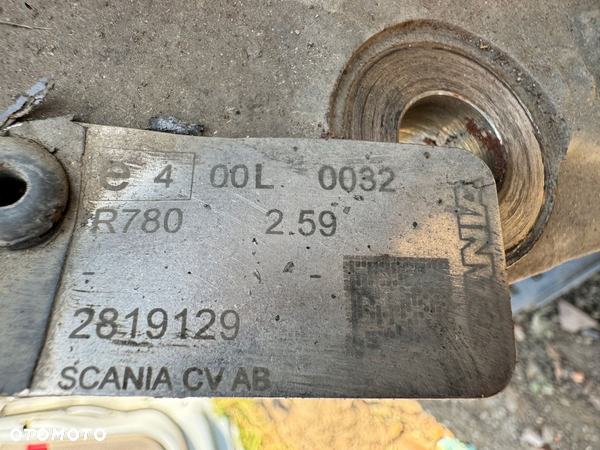 e 4 00L 0032
R780 2.59
- -
2819129
SCANIA CV AB
OTOMOTO